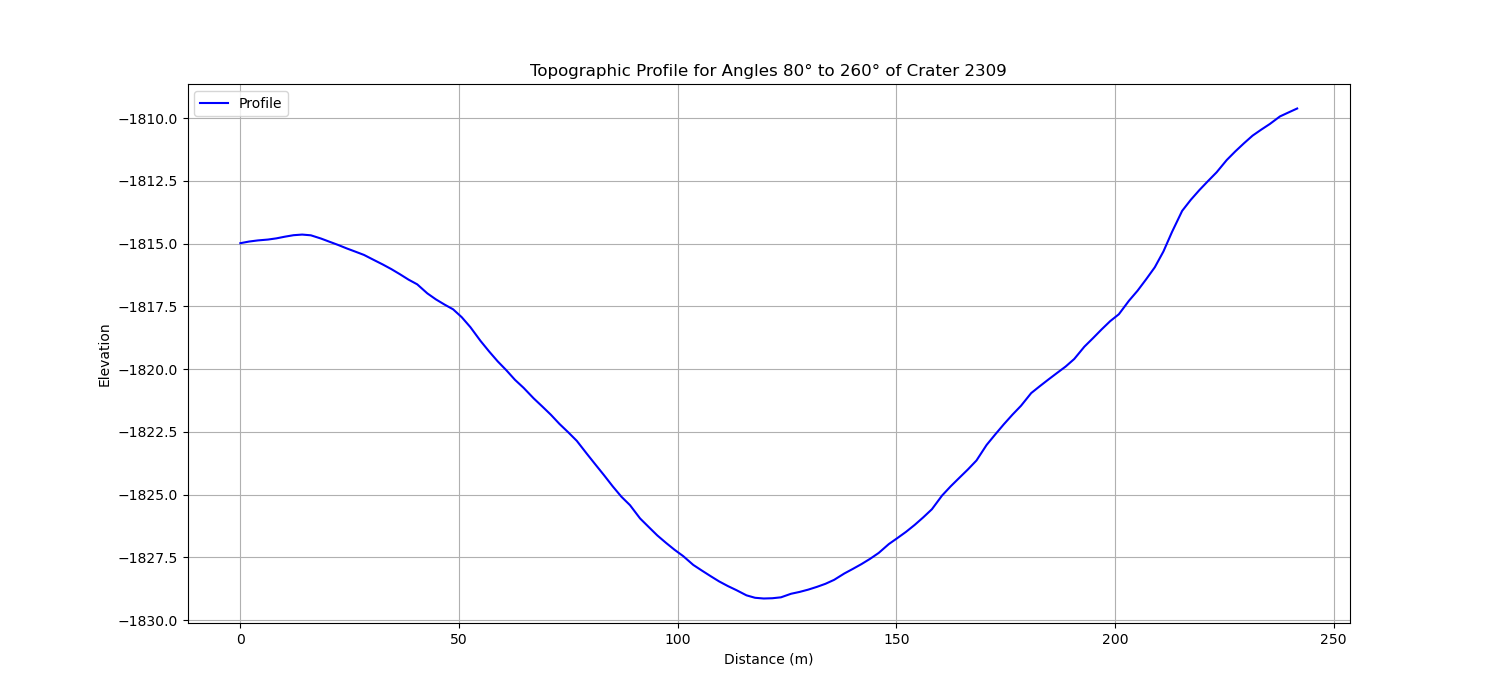 Topographic Profile for Angles 80° to 260° of Crater 2309
Profile
−1810.0
−1812.5
−1815.0
−1817.5
−1820.0
−1822.5
−1825.0
−1827.5
−1830.0
Elevation
0 50 100 150 200 250
Distance (m)